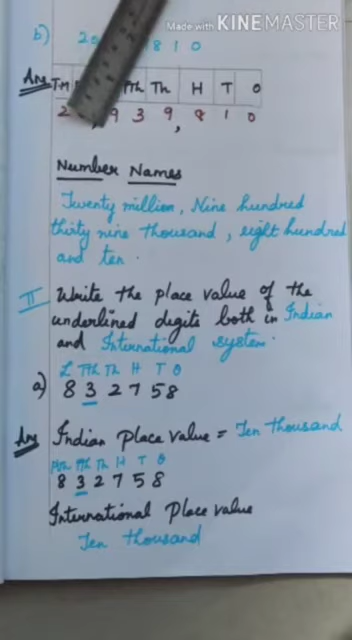 Made with KINEMASTER
b) 20 810
Ans TM Th Th H T O
2 9 3 9, 8 1 0
Number Names
Twenty million, Nine hundred
thirty nine thousand, eight hundred
and ten.
II Write the place value of the
underlined digits both in Indian
and International system.
L TTh Th H T O
a) 8 3 2 7 5 8
Ans Indian place value = Ten thousand
HTh TTh Th H T O
8 3 2 7 5 8
International Place value
Ten thousand